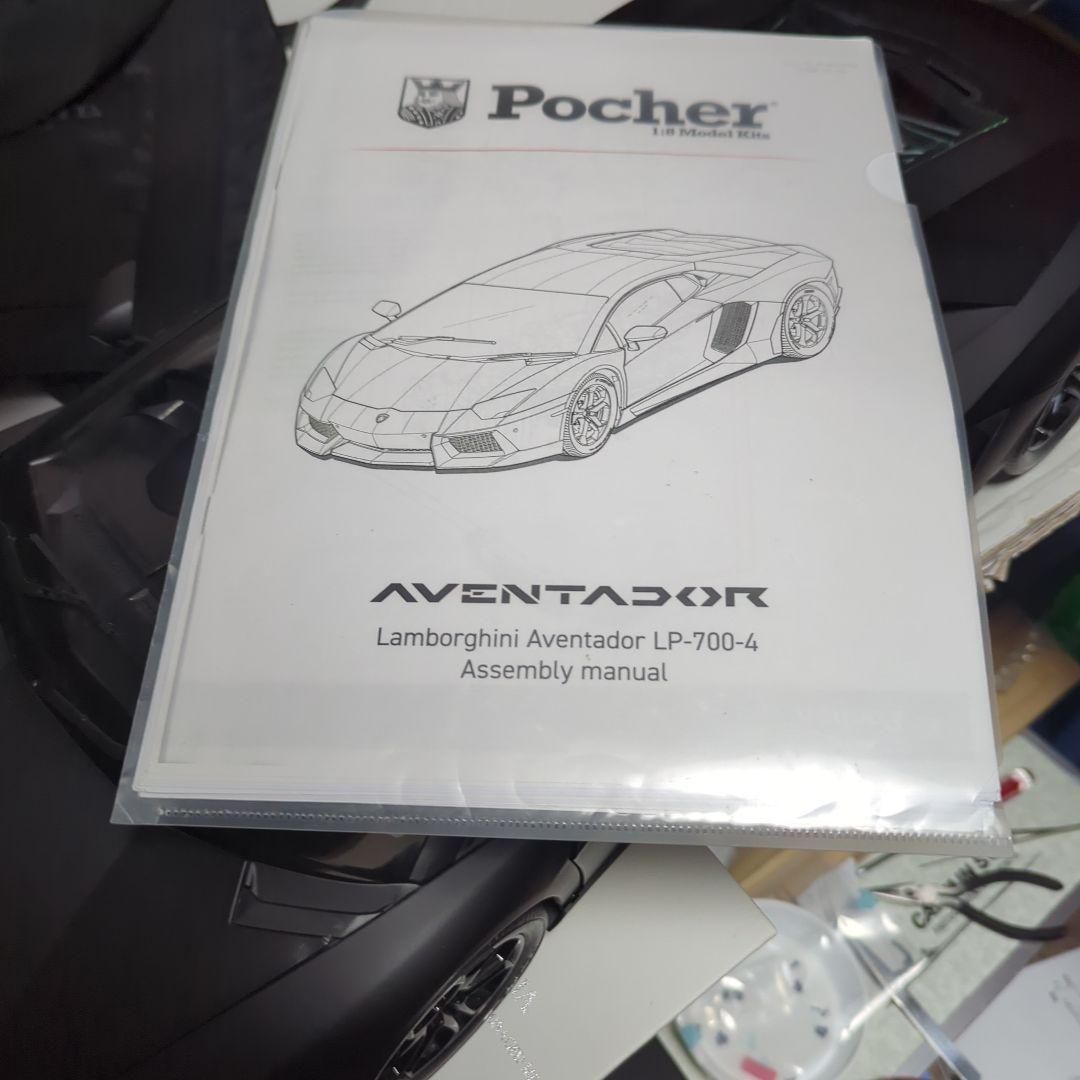 Pocher
1:8 Model Kits
AVENTADOR
Lamborghini Aventador LP-700-4
Assembly manual